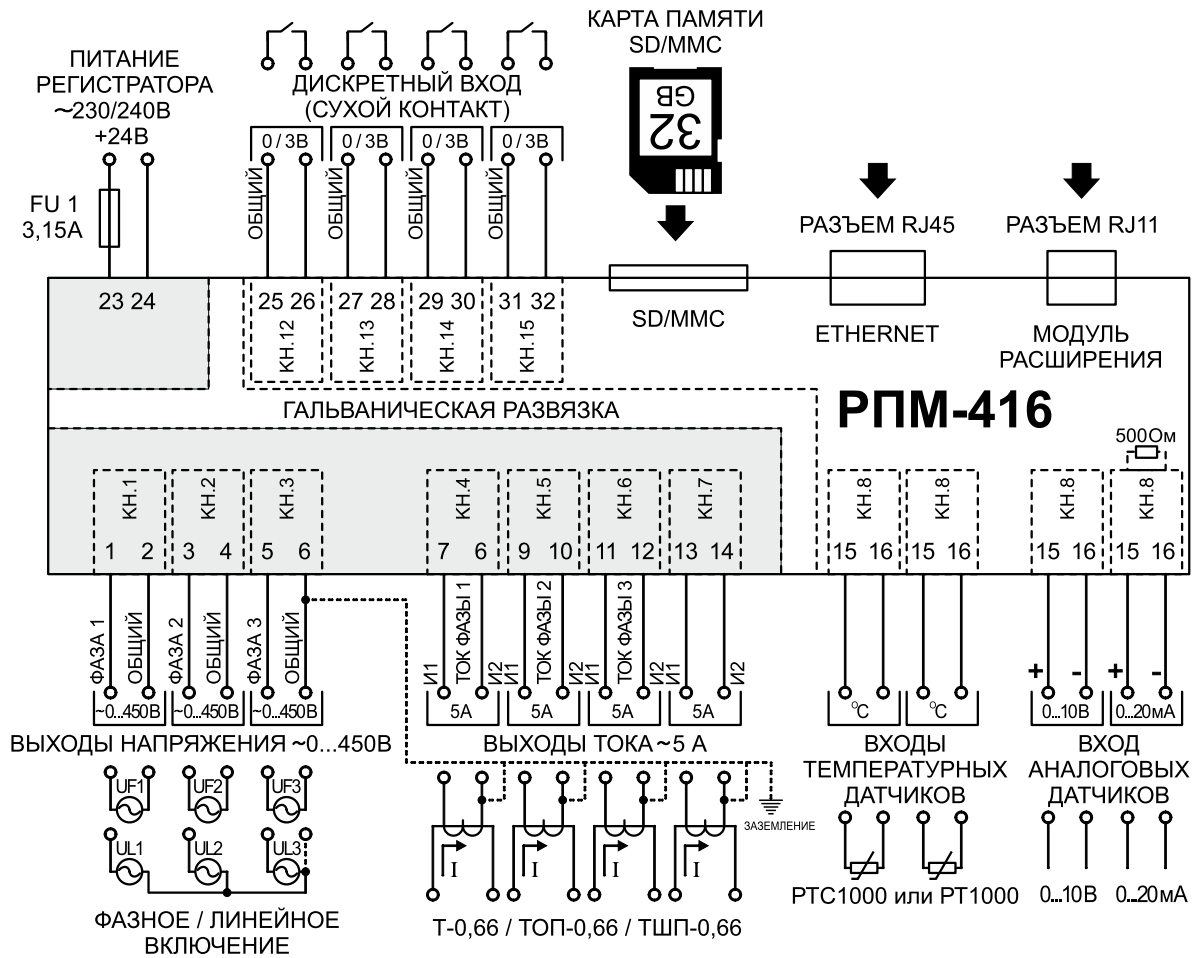 КАРТА ПАМЯТИ
SD/MMC
32
GB
ПИТАНИЕ
РЕГИСТРАТОРА
~230/240В
+24В
FU 1
3,15А
ДИСКРЕТНЫЙ ВХОД
(СУХОЙ КОНТАКТ)
0 / 3В 0 / 3В 0 / 3В 0 / 3В
ОБЩИЙ ОБЩИЙ ОБЩИЙ ОБЩИЙ
РАЗЪЕМ RJ45 РАЗЪЕМ RJ11
23 24 25 26 27 28 29 30 31 32
КН.12 КН.13 КН.14 КН.15
SD/MMC
ETHERNET
МОДУЛЬ
РАСШИРЕНИЯ
ГАЛЬВАНИЧЕСКАЯ РАЗВЯЗКА
РПМ-416
500Ом
КН.1 КН.2 КН.3 КН.4 КН.5 КН.6 КН.7 КН.8 КН.8 КН.8 КН.8
1 2 3 4 5 6 7 6 9 10 11 12 13 14 15 16 15 16 15 16 15 16
ФАЗА 1 ОБЩИЙ ФАЗА 2 ОБЩИЙ ФАЗА 3 ОБЩИЙ
И1 ТОК ФАЗЫ 1 И2 И1 ТОК ФАЗЫ 2 И2 И1 ТОК ФАЗЫ 3 И2 И1 И2
+ - + -
~0...450В ~0...450В ~0...450В 5А 5А 5А 5А °С °С 0...10В 0...20мА
ВЫХОДЫ НАПРЯЖЕНИЯ ~0...450В
ВЫХОДЫ ТОКА ~5 А
ВХОДЫ
ТЕМПЕРАТУРНЫХ
ДАТЧИКОВ
ВХОД
АНАЛОГОВЫХ
ДАТЧИКОВ
UF1 UF2 UF3
UL1 UL2 UL3
ЗАЗЕМЛЕНИЕ
I I I I
РТС1000 или РТ1000
0...10В 0...20мА
ФАЗНОЕ / ЛИНЕЙНОЕ
ВКЛЮЧЕНИЕ
Т-0,66 / ТОП-0,66 / ТШП-0,66